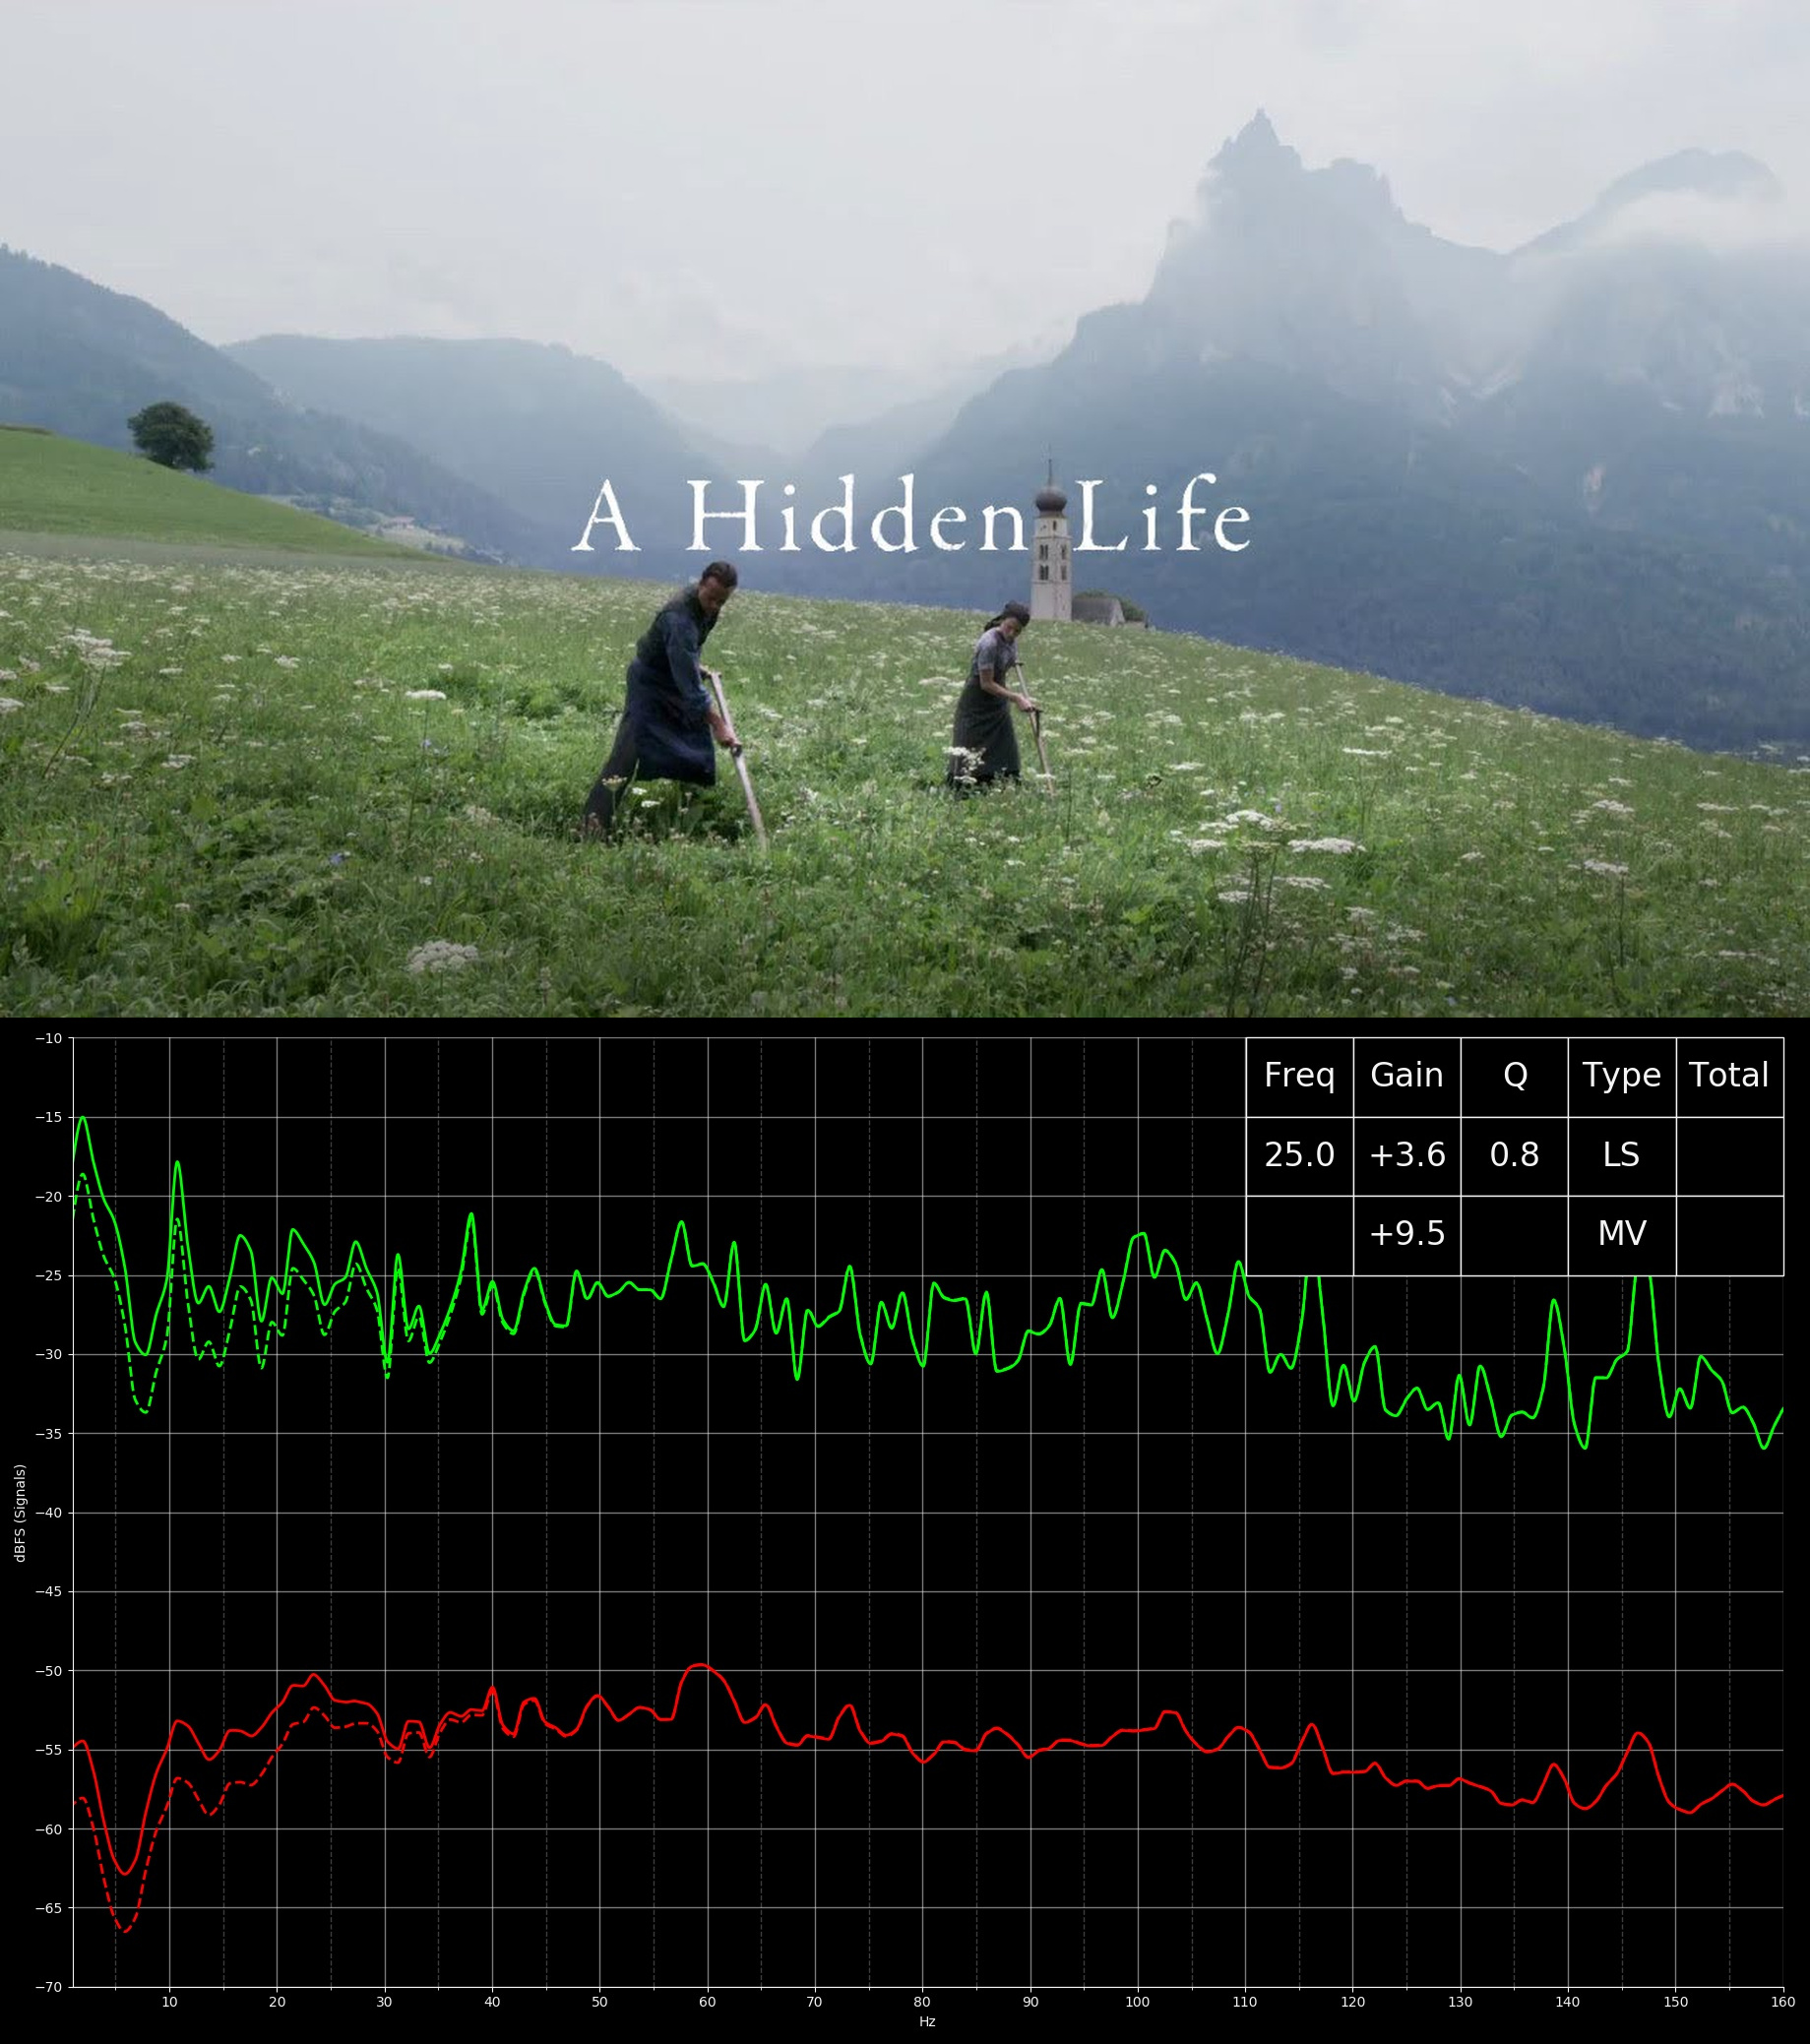 A Hidden Life
Freq Gain Q Type Total
25.0 +3.6 0.8 LS
+9.5 MV
−10
−15
−20
−25
−30
−35
−40
−45
−50
−55
−60
−65
−70
dBFS (Signals)
10 20 30 40 50 60 70 80 90 100 110 120 130 140 150 160
Hz